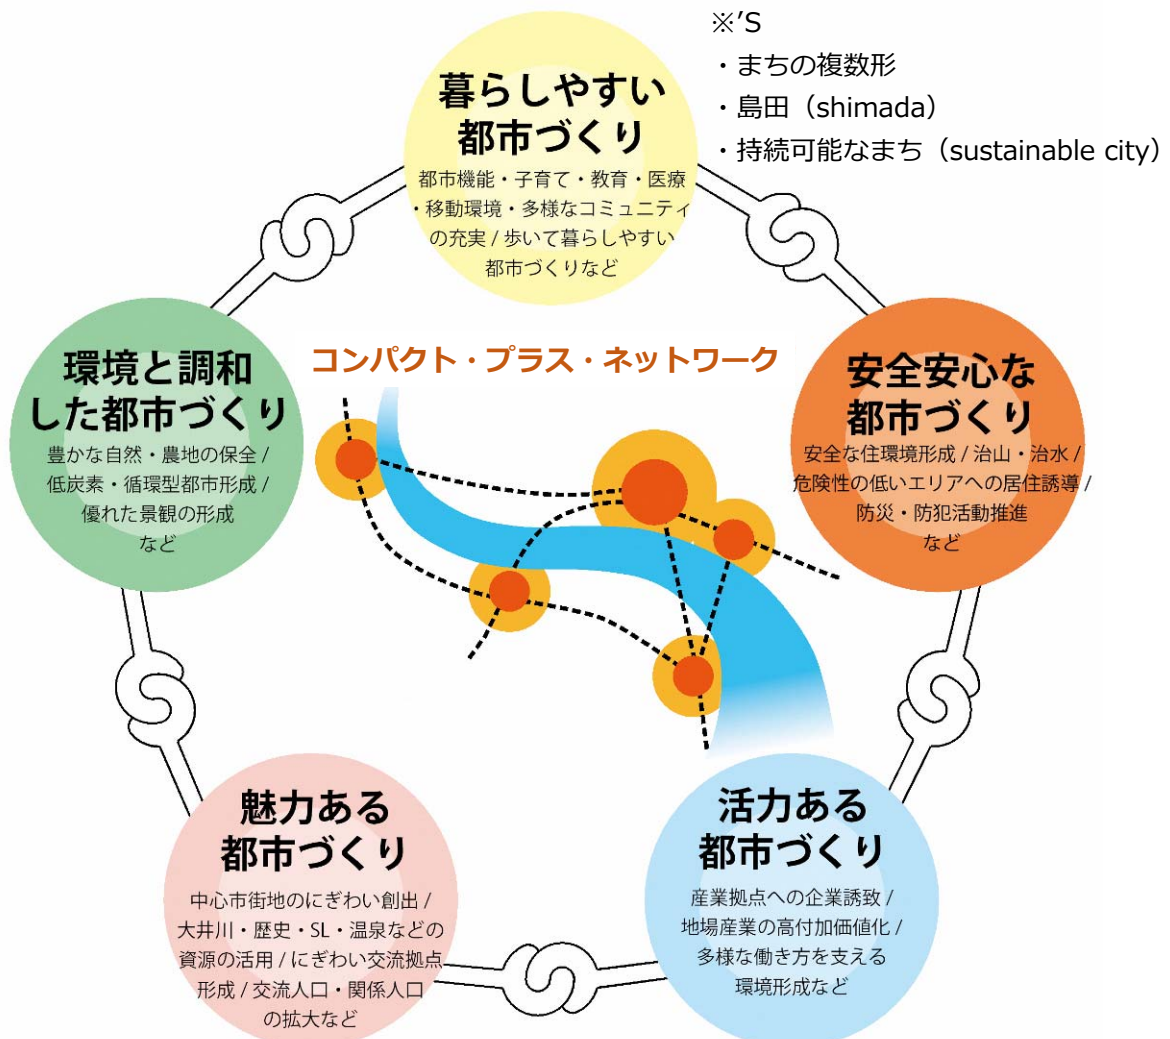 ※’S
・まちの複数形
・島田（shimada）
・持続可能なまち（sustainable city）
暮らしやすい
都市づくり
都市機能・子育て・教育・医療
・移動環境・多様なコミュニティ
の充実 / 歩いて暮らしやすい
都市づくりなど
環境と調和
した都市づくり
豊かな自然・農地の保全 /
低炭素・循環型都市形成 /
優れた景観の形成
など
コンパクト・プラス・ネットワーク
安全安心な
都市づくり
安全な住環境形成 / 治山・治水 /
危険性の低いエリアへの居住誘導 /
防災・防犯活動推進
など
魅力ある
都市づくり
中心市街地のにぎわい創出 /
大井川・歴史・SL・温泉などの
資源の活用 / にぎわい交流拠点
形成 / 交流人口・関係人口
の拡大など
活力ある
都市づくり
産業拠点への企業誘致 /
地場産業の高付加価値化 /
多様な働き方を支える
環境形成など